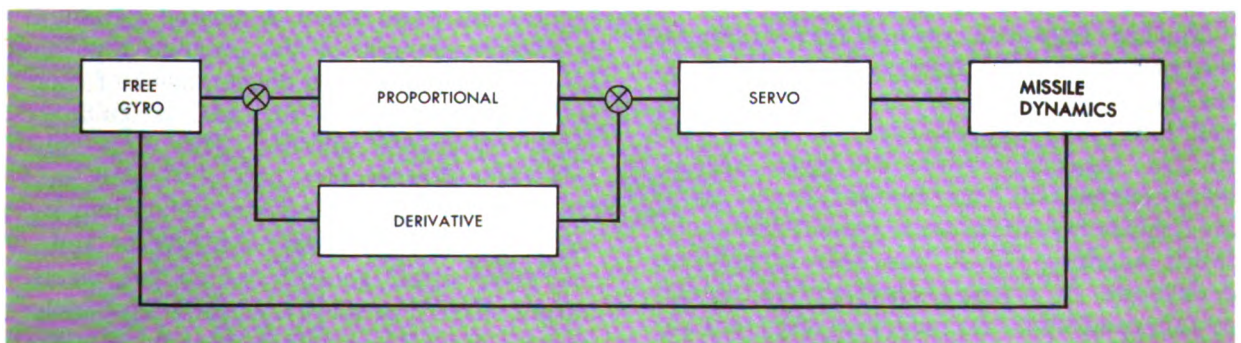 FREE
GYRO
PROPORTIONAL
SERVO
MISSILE
DYNAMICS
DERIVATIVE